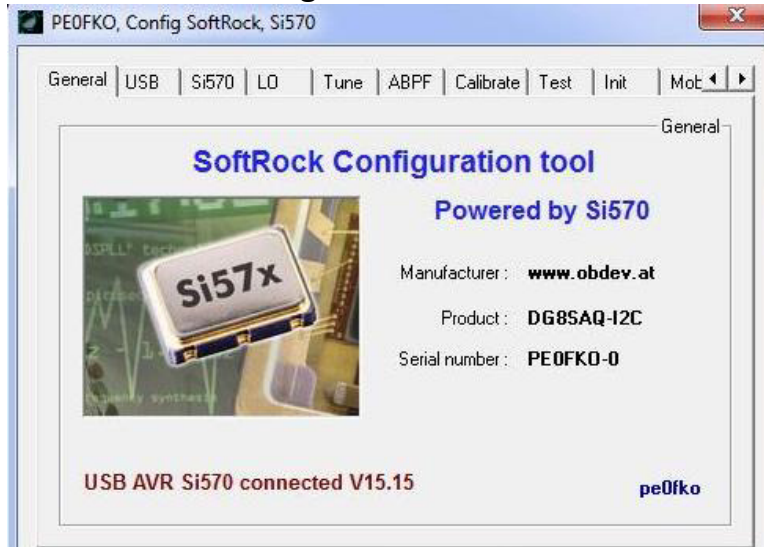 PE0FKO, Config SoftRock, Si570
General USB Si570 LO Tune ABPF Calibrate Test Init Mob
General
SoftRock Configuration tool
Powered by Si570
Si57x
Manufacturer : www.obdev.at
Product : DG8SAQ-I2C
Serial number : PE0FKO-0
USB AVR Si570 connected V15.15
pe0fko